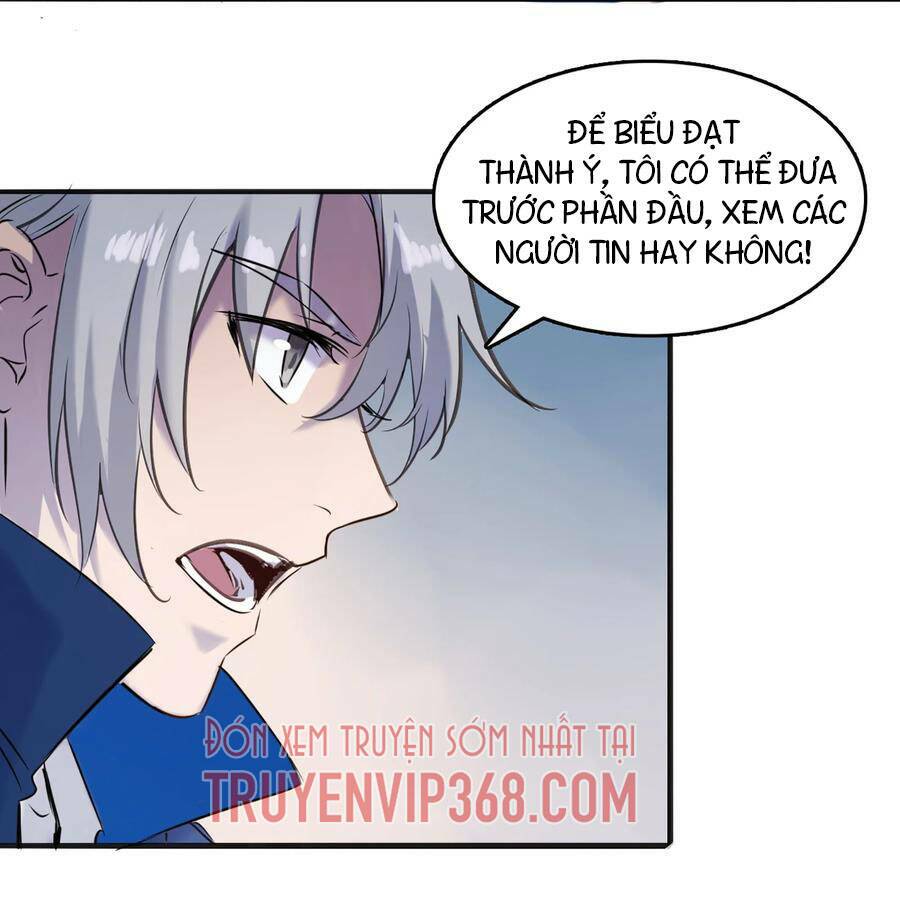 ĐỂ BIỂU ĐẠT
THÀNH Ý, TÔI CÓ THỂ ĐƯA
TRƯỚC PHẦN ĐẦU, XEM CÁC
NGƯỜI TIN HAY KHÔNG!
ĐÓN XEM TRUYỆN SỚM NHẤT TẠI
TRUYENVIP368.COM